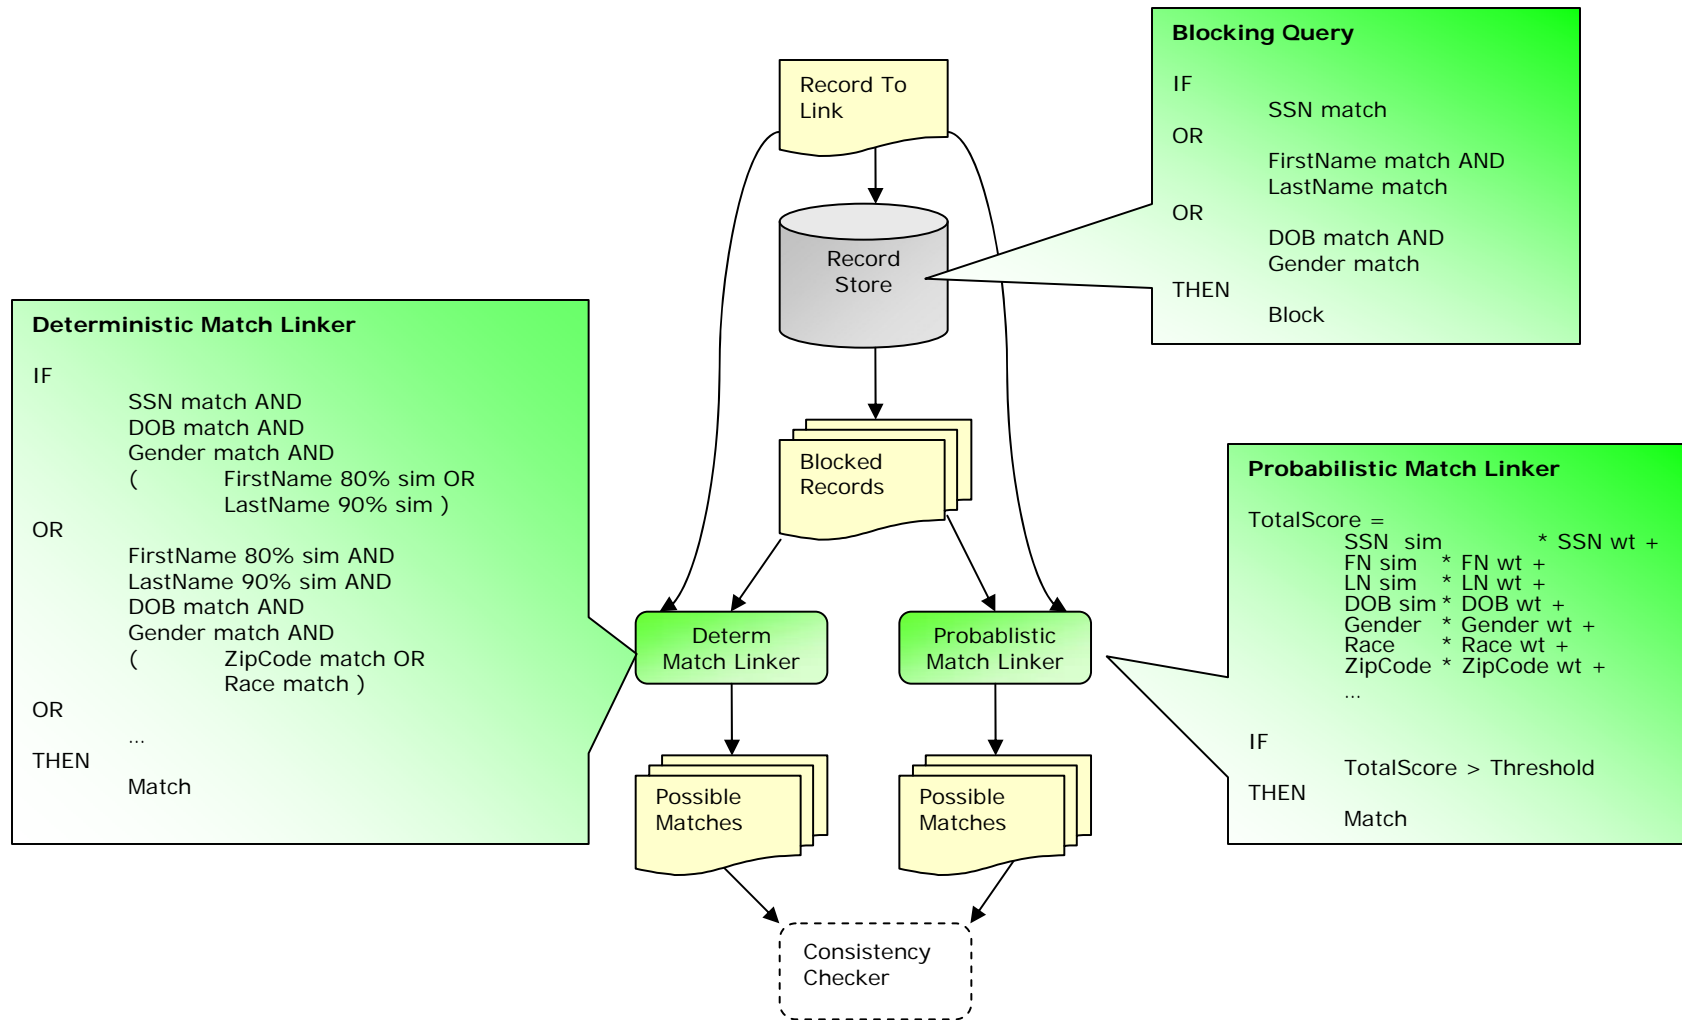 Blocking Query
IF
SSN match
OR
FirstName match AND
LastName match
OR
DOB match AND
Gender match
THEN
Block
Record To
Link
Record
Store
Deterministic Match Linker
IF
SSN match AND
DOB match AND
Gender match AND
( FirstName 80% sim OR
LastName 90% sim )
OR
FirstName 80% sim AND
LastName 90% sim AND
DOB match AND
Gender match AND
( ZipCode match OR
Race match )
OR
...
THEN
Match
Blocked
Records
Probabilistic Match Linker
TotalScore =
SSN sim * SSN wt +
FN sim * FN wt +
LN sim * LN wt +
DOB sim * DOB wt +
Gender * Gender wt +
Race * Race wt +
ZipCode * ZipCode wt +
...
IF
TotalScore > Threshold
THEN
Match
Determ
Match Linker
Probablistic
Match Linker
Possible
Matches
Possible
Matches
Consistency
Checker